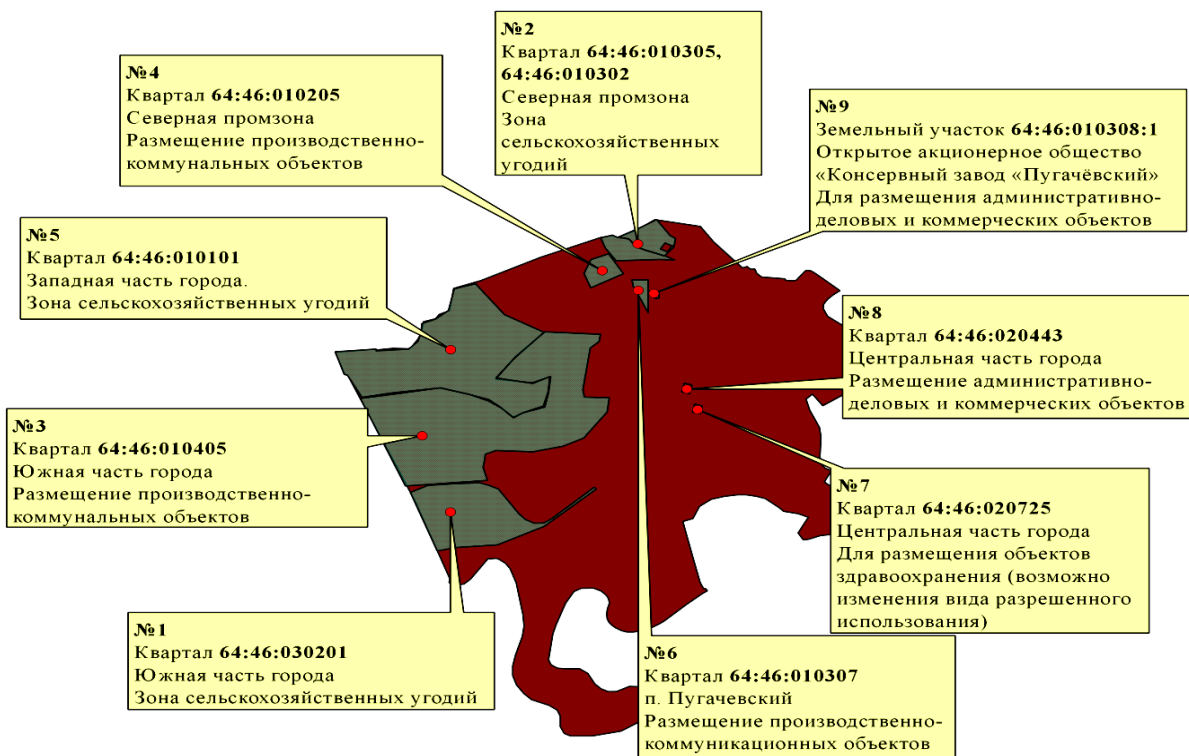 №2
Квартал 64:46:010305,
64:46:010302
Северная промзона
Зона
сельскохозяйственных
угодий
№4
Квартал 64:46:010205
Северная промзона
Размещение производственно-
коммунальных объектов
№9
Земельный участок 64:46:010308:1
Открытое акционерное общество
«Консервный завод «Пугачёвский»
Для размещения административно-
деловых и коммерческих объектов
№5
Квартал 64:46:010101
Западная часть города.
Зона сельскохозяйственных угодий
№8
Квартал 64:46:020443
Центральная часть города
Размещение административно-
деловых и коммерческих объектов
№3
Квартал 64:46:010405
Южная часть города
Размещение производственно-
коммунальных объектов
№7
Квартал 64:46:020725
Центральная часть города
Для размещения объектов
здравоохранения (возможно
изменения вида разрешенного
использования)
№1
Квартал 64:46:030201
Южная часть города
Зона сельскохозяйственных угодий
№6
Квартал 64:46:010307
п. Пугачевский
Размещение производственно-
коммуникационных объектов